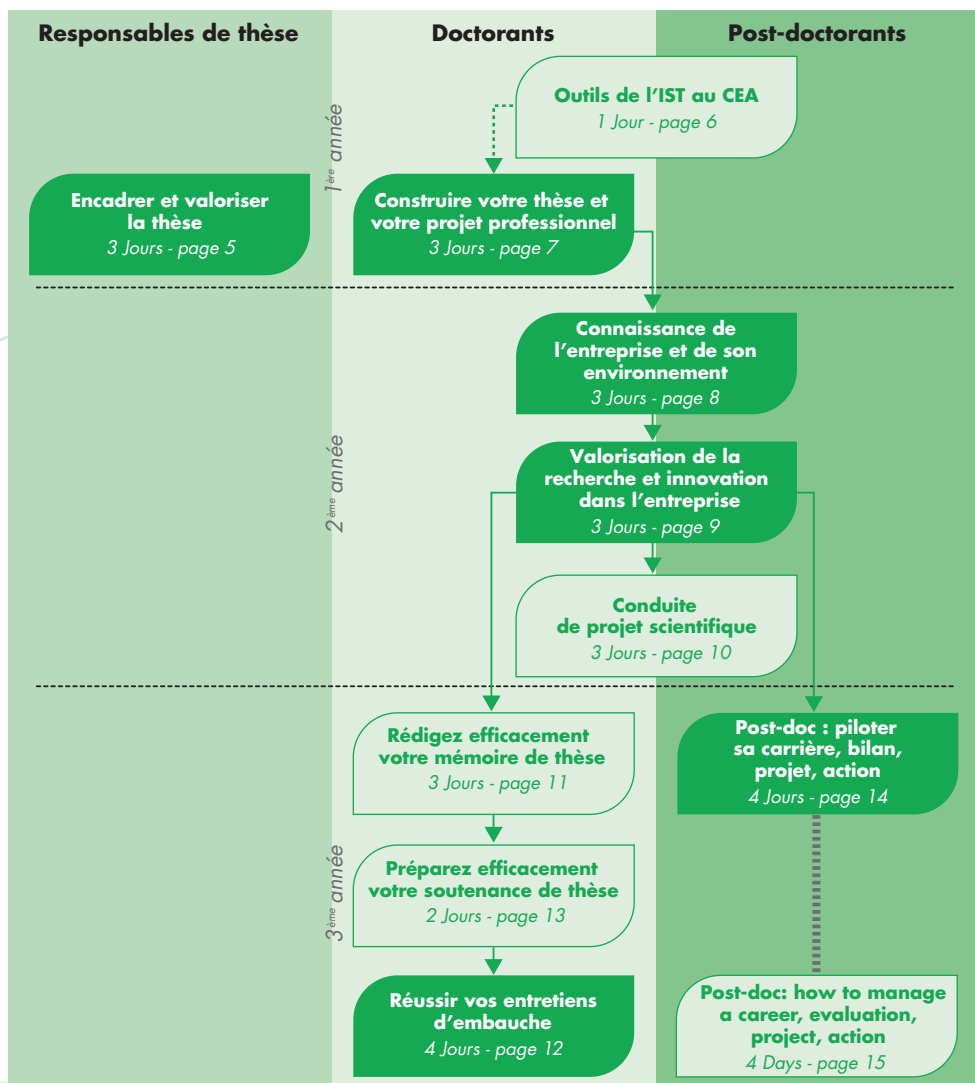 Responsables de thèse
Doctorants
Post-doctorants
1ère année
Outils de l'IST au CEA
1 Jour - page 6
Encadrer et valoriser
la thèse
3 Jours - page 5
Construire votre thèse et
votre projet professionnel
3 Jours - page 7
2ème année
Connaissance de
l'entreprise et de son
environnement
3 Jours - page 8
Valorisation de la
recherche et innovation
dans l'entreprise
3 Jours - page 9
Conduite
de projet scientifique
3 Jours - page 10
3ème année
Rédigez efficacement
votre mémoire de thèse
3 Jours - page 11
Post-doc : piloter
sa carrière, bilan,
projet, action
4 Jours - page 14
Préparez efficacement
votre soutenance de thèse
2 Jours - page 13
Réussir vos entretiens
d'embauche
4 Jours - page 12
Post-doc: how to manage
a career, evaluation,
project, action
4 Days - page 15